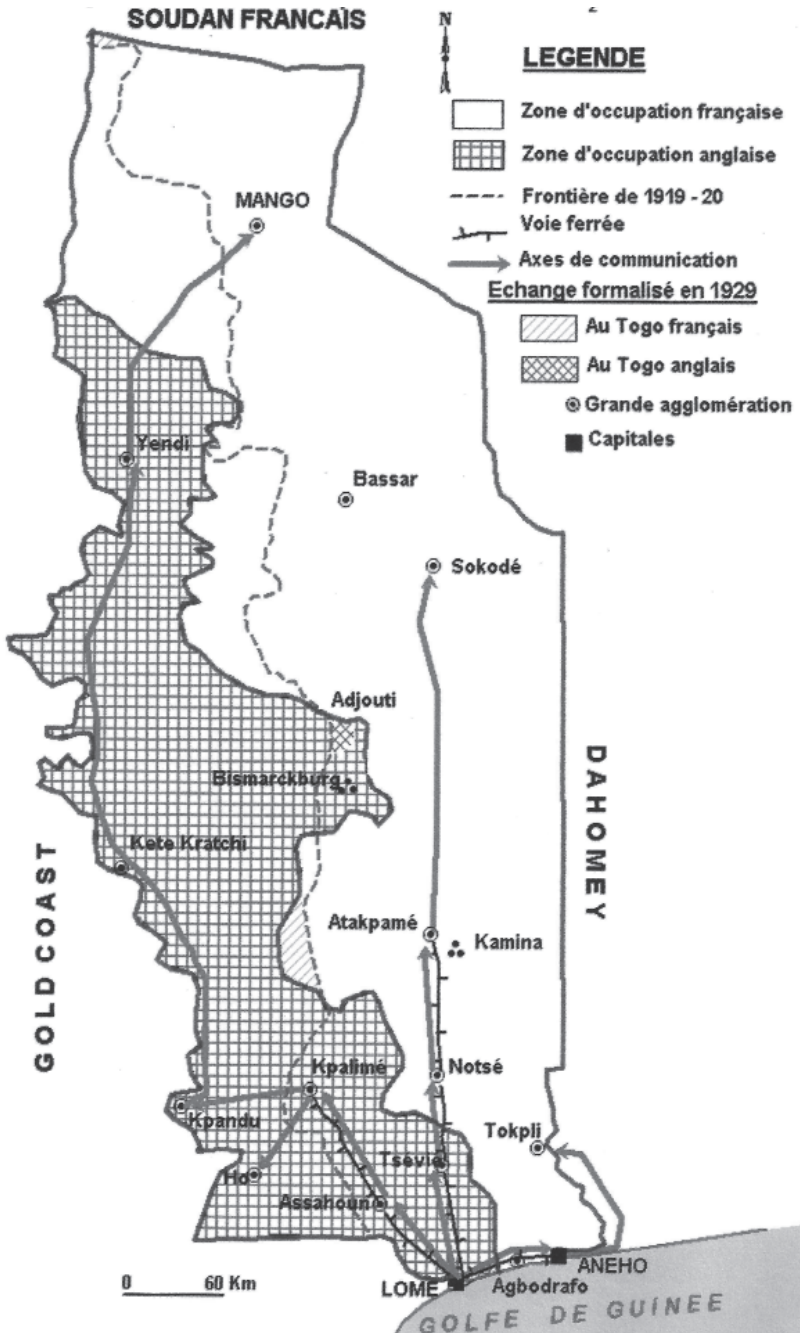 SOUDAN FRANCAIS
2
N
LEGENDE
Zone d'occupation française
Zone d'occupation anglaise
Frontière de 1919 - 20
Voie ferrée
Axes de communication
Echange formalisé en 1929
Au Togo français
Au Togo anglais
Grande agglomération
Capitales
MANGO
Yendi
Bassar
Sokodé
Adjouti
Bismarckburg
DAHOMEY
Kete Kratchi
GOLD COAST
Atakpamé
Kamina
Kpalimé
Notsé
Kpandu
Tokpli
Tsévié
Ho
Assahoun
ANEHO
LOME
Agbodrafo
0 60 Km
GOLFE DE GUÍNEE